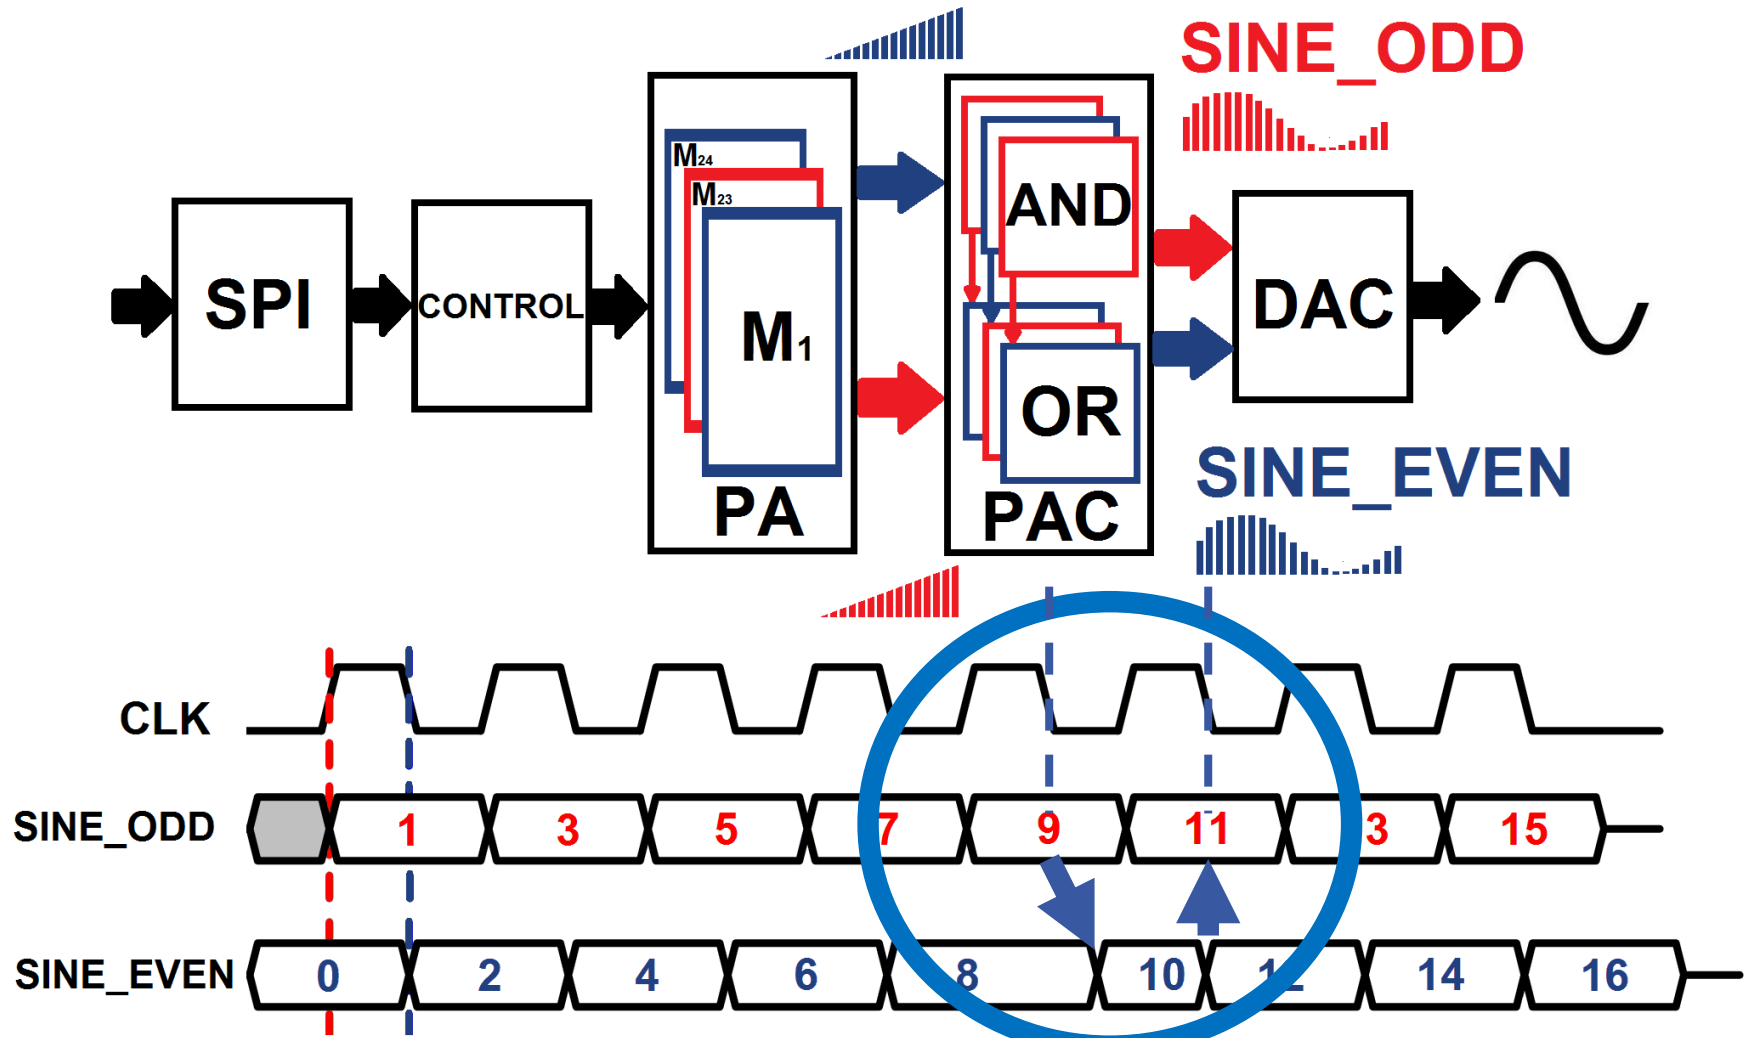 SINE_ODD
M24
M23
M1
PA
AND
OR
PAC
SPI
CONTROL
DAC
SINE_EVEN
CLK
SINE_ODD
1 3 5 7 9 11 3 15
SINE_EVEN
0 2 4 6 8 10 14 16